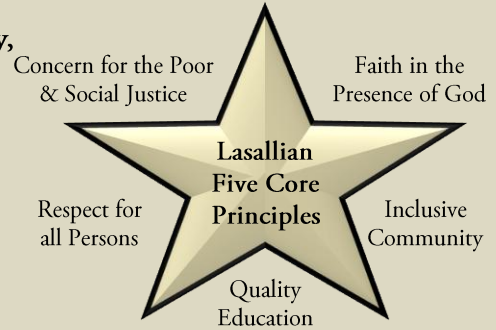 Concern for the Poor
& Social Justice
Faith in the
Presence of God
Lasallian
Five Core
Principles
Respect for
all Persons
Inclusive
Community
Quality
Education